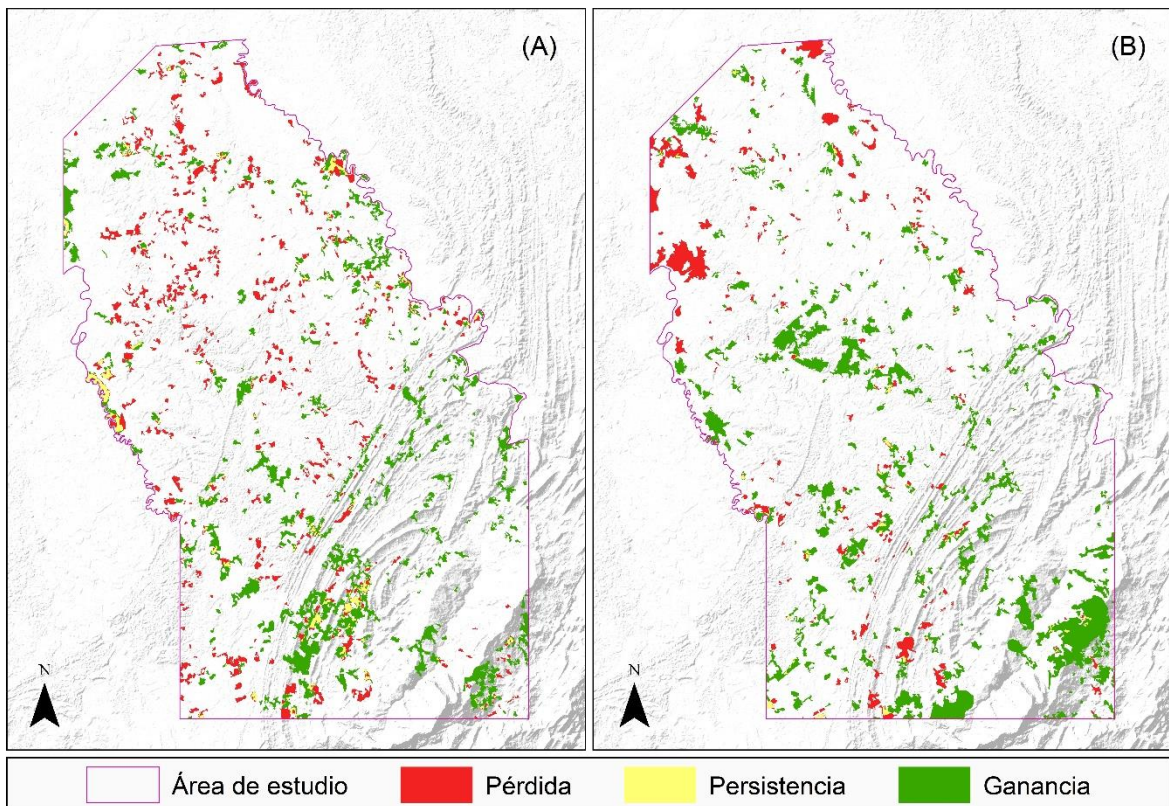 (A)
(B)
N
N
Área de estudio
Pérdida
Persistencia
Ganancia